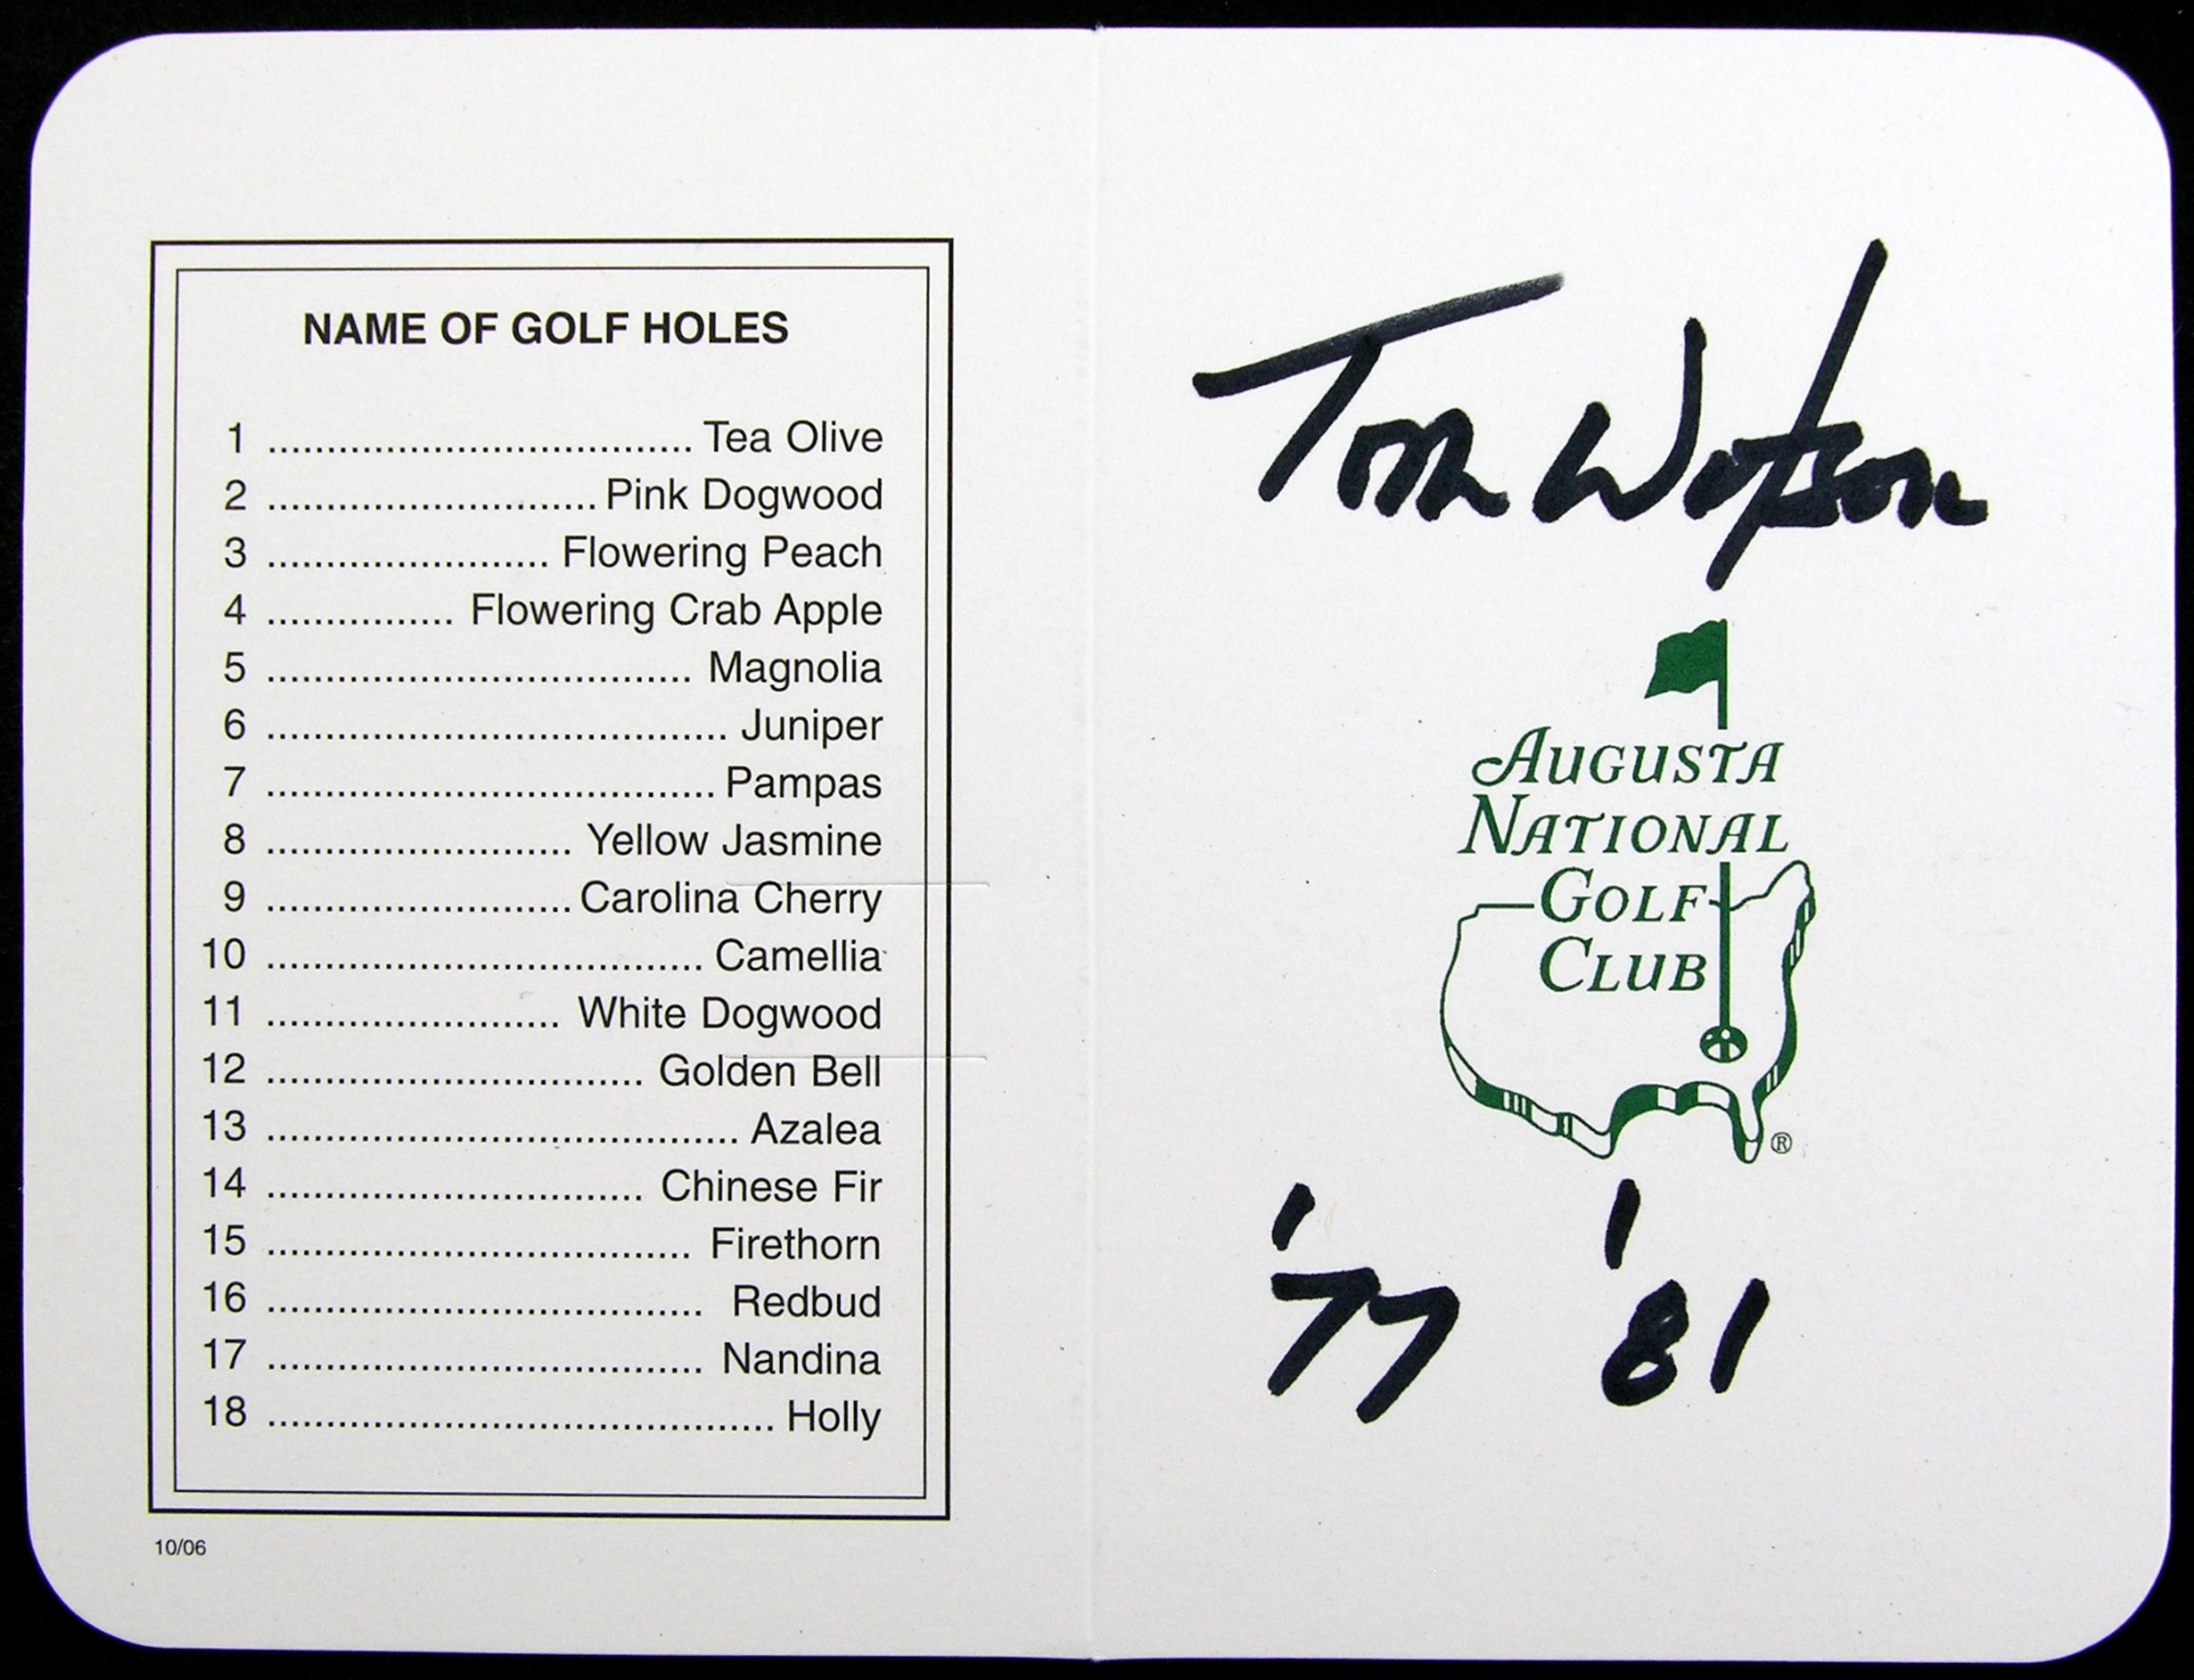 NAME OF GOLF HOLES
1 .................................... Tea Olive
2 ............................ Pink Dogwood
3 ........................ Flowering Peach
4 ................ Flowering Crab Apple
5 .................................... Magnolia
6 ....................................... Juniper
7 ...................................... Pampas
8 .......................... Yellow Jasmine
9 .......................... Carolina Cherry
10 ..................................... Camellia
11 ......................... White Dogwood
12 ................................ Golden Bell
13 ........................................ Azalea
14 ................................ Chinese Fir
15 .................................... Firethorn
16 ..................................... Redbud
17 ..................................... Nandina
18 ........................................... Holly
10/06
Tom Watson
AUGUSTA
NATIONAL
GOLF
CLUB
®
'77 '81